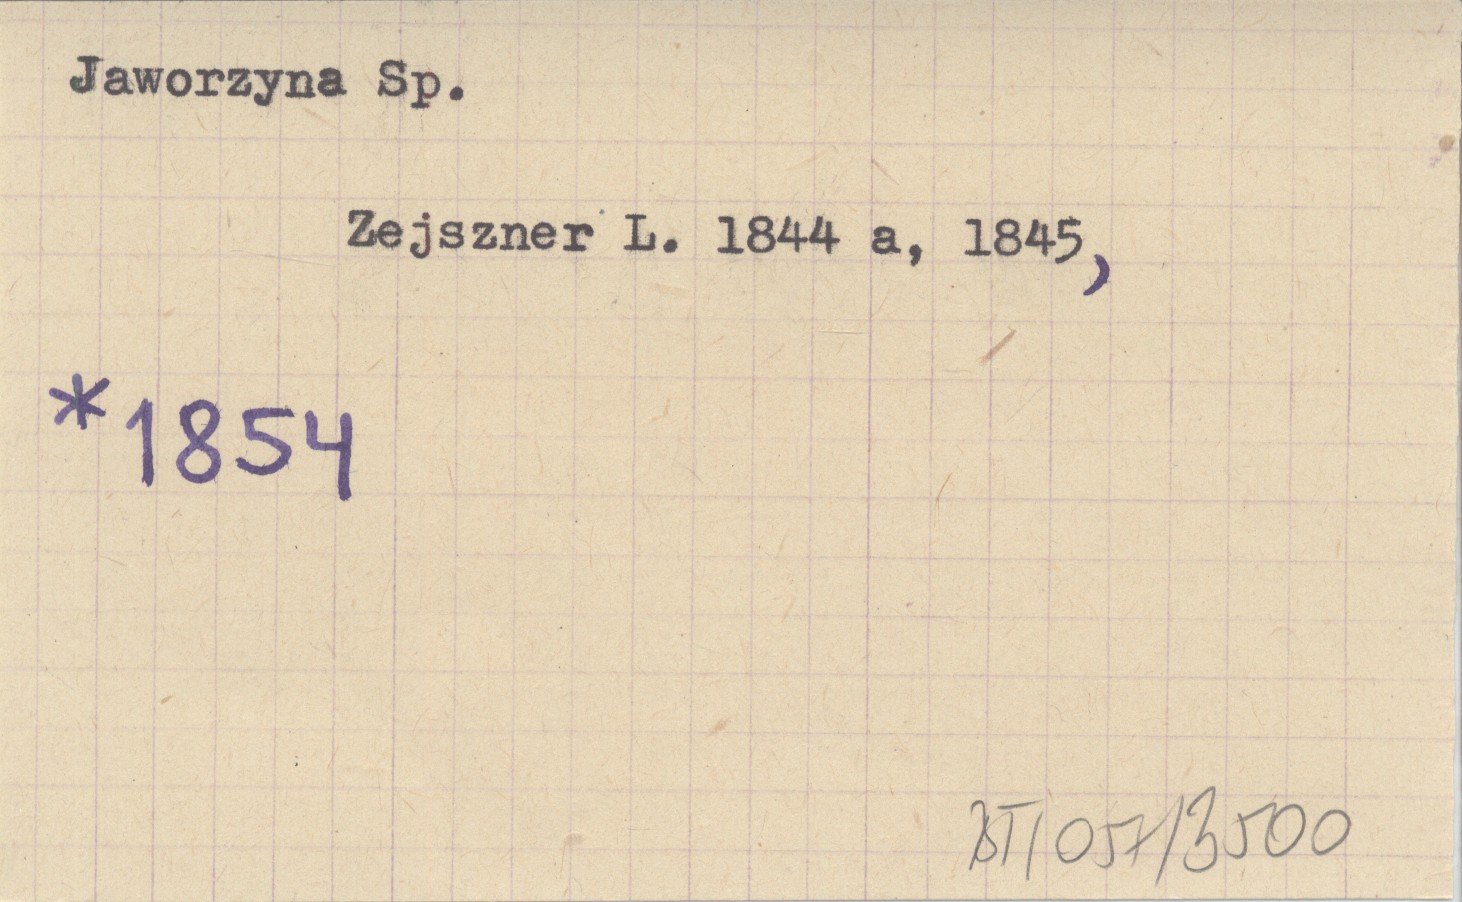 Jaworzyna Sp.
Zejszner L. 1844 a, 1845,
*1854
BT/057/3500